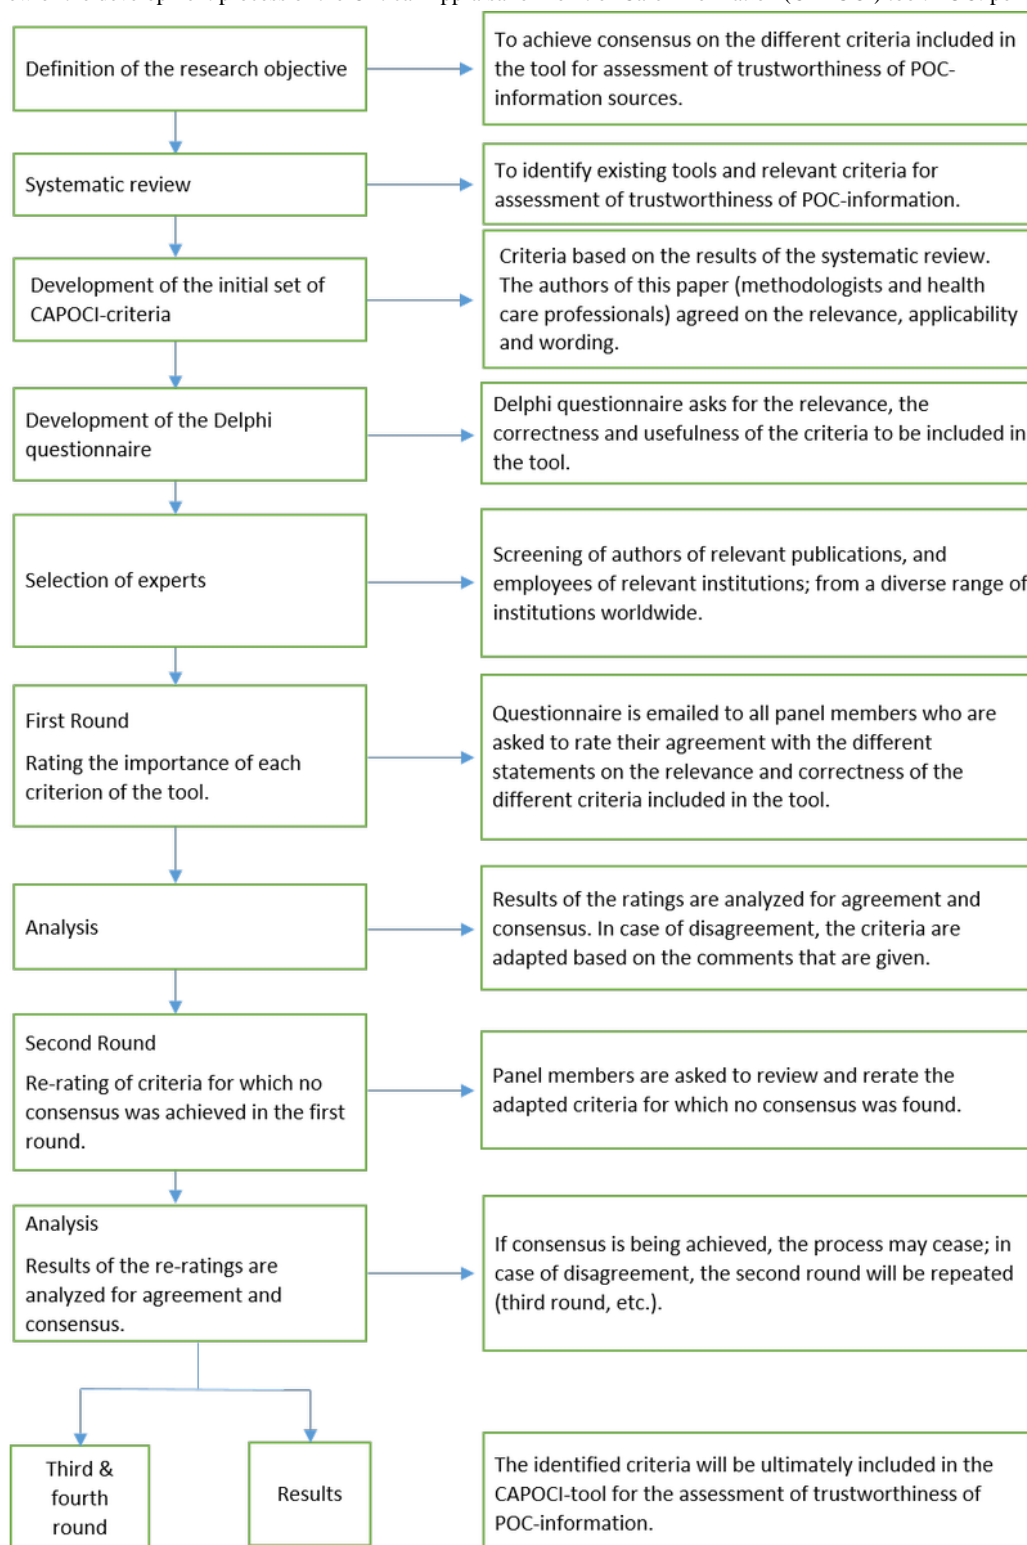 Definition of the research objective
To achieve consensus on the different criteria included in
the tool for assessment of trustworthiness of POC-
information sources.
Systematic review
To identify existing tools and relevant criteria for
assessment of trustworthiness of POC-information.
Development of the initial set of
CAPOCI-criteria
Criteria based on the results of the systematic review.
The authors of this paper (methodologists and health
care professionals) agreed on the relevance, applicability
and wording.
Development of the Delphi
questionnaire
Delphi questionnaire asks for the relevance, the
correctness and usefulness of the criteria to be included in
the tool.
Selection of experts
Screening of authors of relevant publications, and
employees of relevant institutions; from a diverse range of
institutions worldwide.
First Round
Rating the importance of each
criterion of the tool.
Questionnaire is emailed to all panel members who are
asked to rate their agreement with the different
statements on the relevance and correctness of the
different criteria included in the tool.
Analysis
Results of the ratings are analyzed for agreement and
consensus. In case of disagreement, the criteria are
adapted based on the comments that are given.
Second Round
Re-rating of criteria for which no
consensus was achieved in the first
round.
Panel members are asked to review and rerate the
adapted criteria for which no consensus was found.
Analysis
Results of the re-ratings are
analyzed for agreement and
consensus.
If consensus is being achieved, the process may cease; in
case of disagreement, the second round will be repeated
(third round, etc.).
Third &
fourth
round
Results
The identified criteria will be ultimately included in the
CAPOCI-tool for the assessment of trustworthiness of
POC-information.